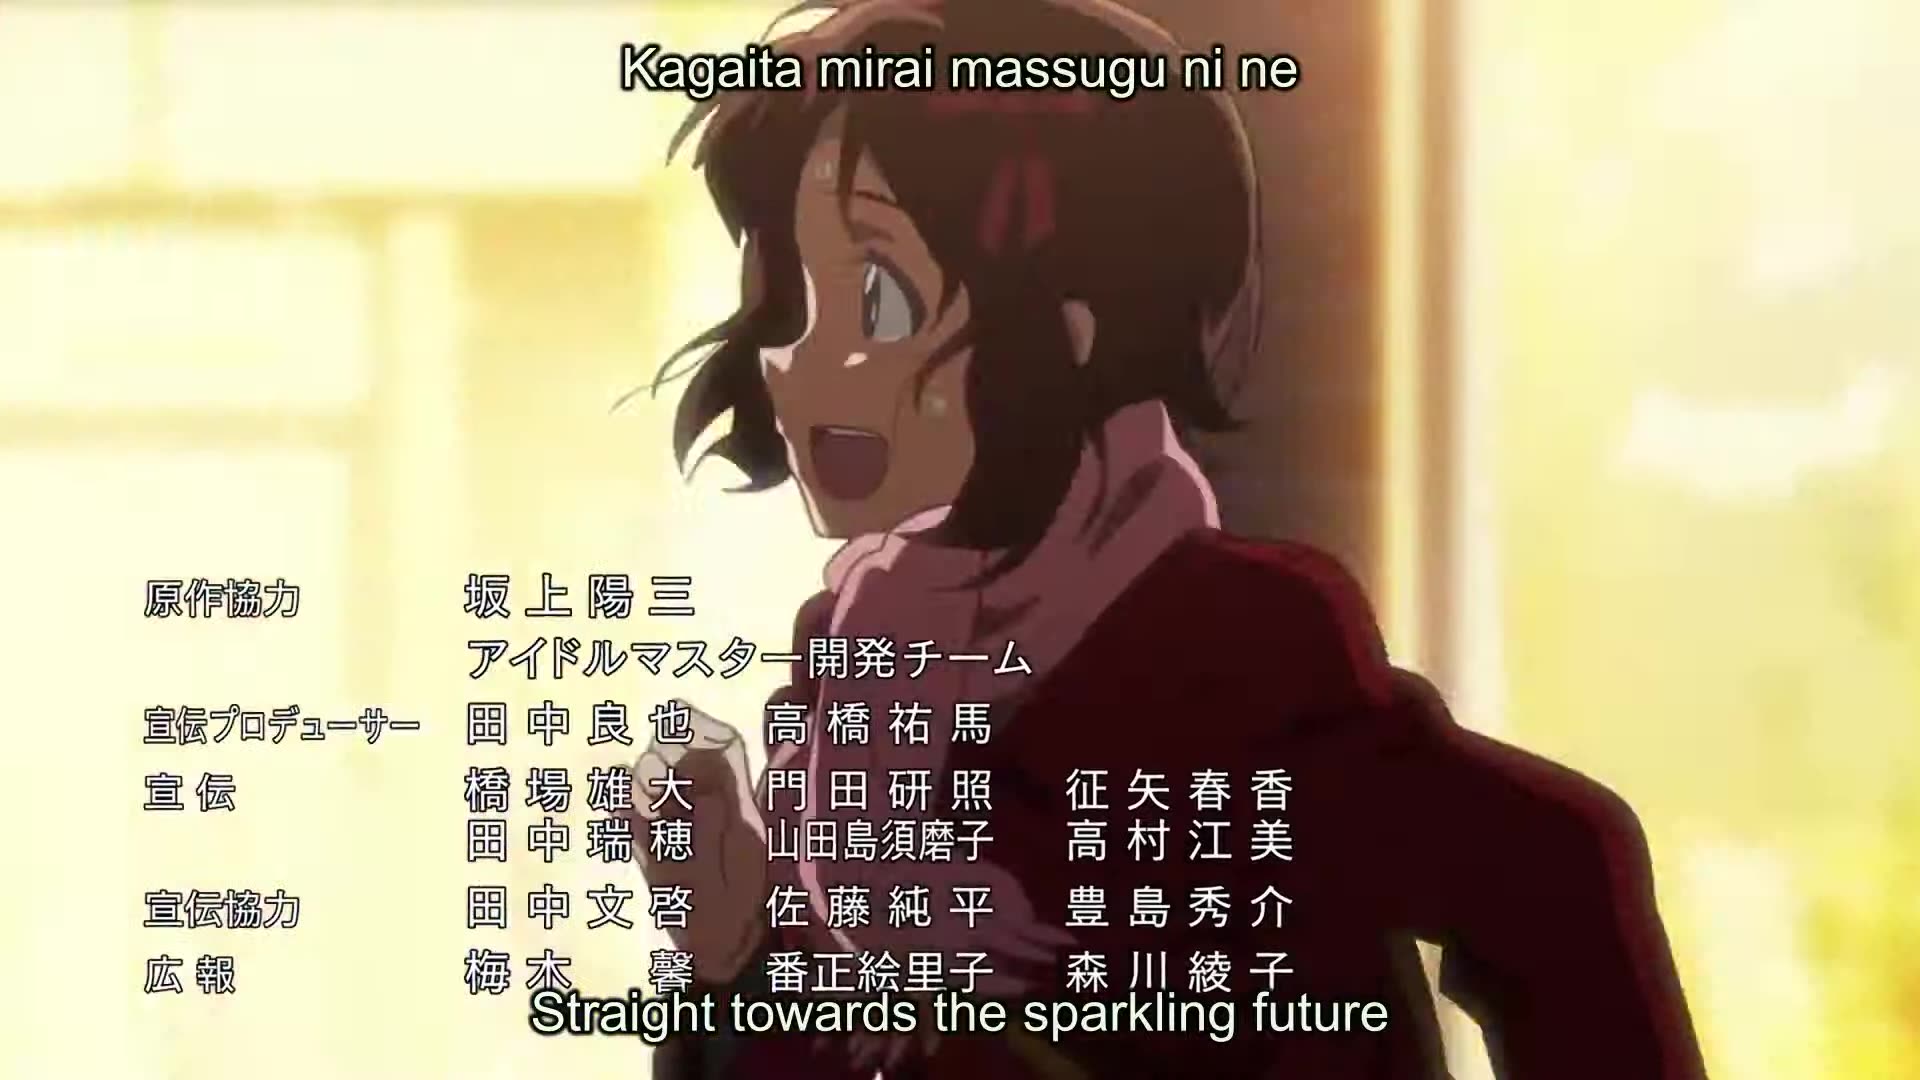 Kagaita mirai massugu ni ne
原作協力 坂上陽三
アイドルマスター開発チーム
宣伝プロデューサー 田中良也 高橋祐馬
宣伝 橋場雄大 門田研照 征矢春香
田中瑞穂 山田島須磨子 高村江美
宣伝協力 田中文啓 佐藤純平 豊島秀介
広報 梅木馨 番正絵里子 森川綾子
Straight towards the sparkling future